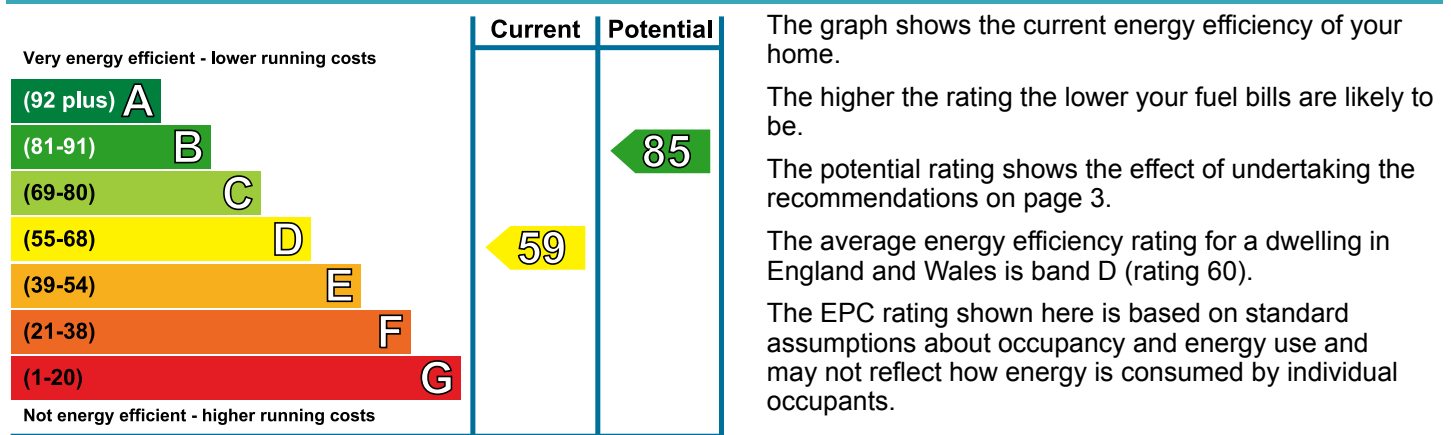 Current Potential
Very energy efficient - lower running costs
(92 plus) A
(81-91) B
85
(69-80) C
(55-68) D
59
(39-54) E
(21-38) F
(1-20) G
Not energy efficient - higher running costs
The graph shows the current energy efficiency of your
home.
The higher the rating the lower your fuel bills are likely to
be.
The potential rating shows the effect of undertaking the
recommendations on page 3.
The average energy efficiency rating for a dwelling in
England and Wales is band D (rating 60).
The EPC rating shown here is based on standard
assumptions about occupancy and energy use and
may not reflect how energy is consumed by individual
occupants.